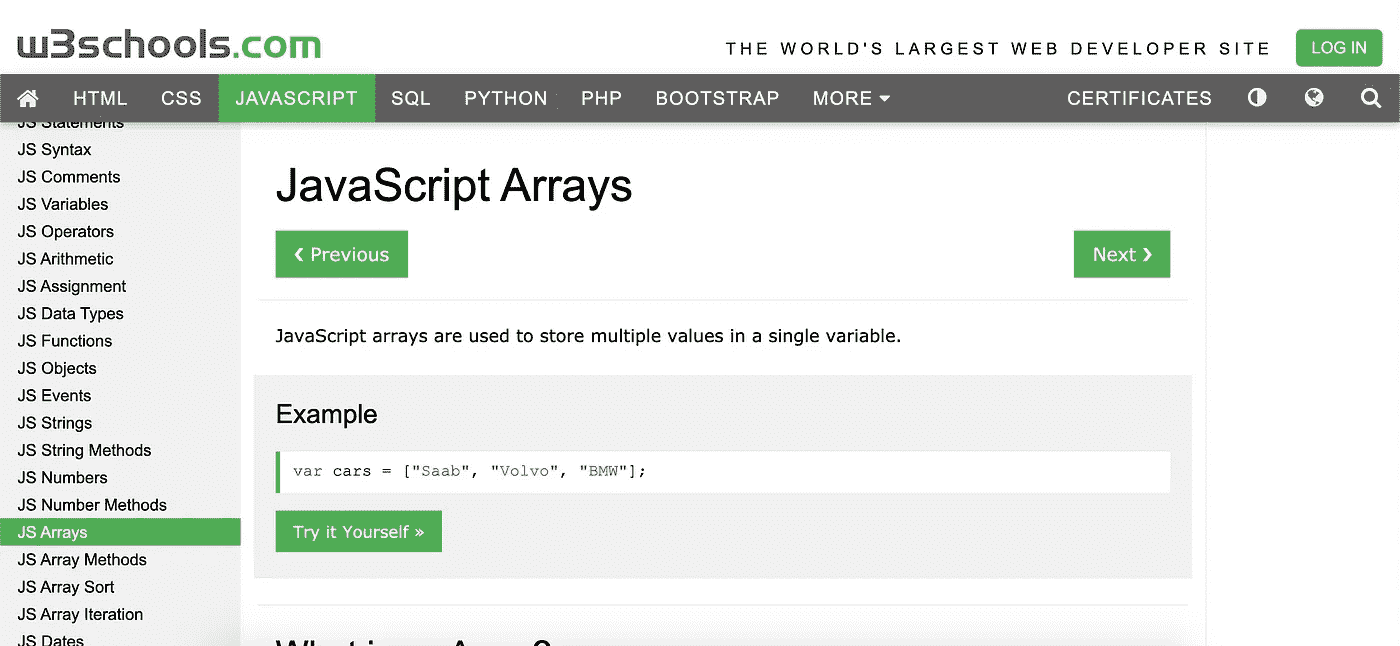 w3schools.com
THE WORLD'S LARGEST WEB DEVELOPER SITE
LOG IN
HTML CSS JAVASCRIPT SQL PYTHON PHP BOOTSTRAP MORE CERTIFICATES
JS Statements
JS Syntax
JS Comments
JS Variables
JS Operators
JS Arithmetic
JS Assignment
JS Data Types
JS Functions
JS Objects
JS Events
JS Strings
JS String Methods
JS Numbers
JS Number Methods
JS Arrays
JS Array Methods
JS Array Sort
JS Array Iteration
JS Dates
JavaScript Arrays
❮ Previous
Next ❯
JavaScript arrays are used to store multiple values in a single variable.
Example
var cars = ["Saab", "Volvo", "BMW"];
Try it Yourself »
What is an Array?